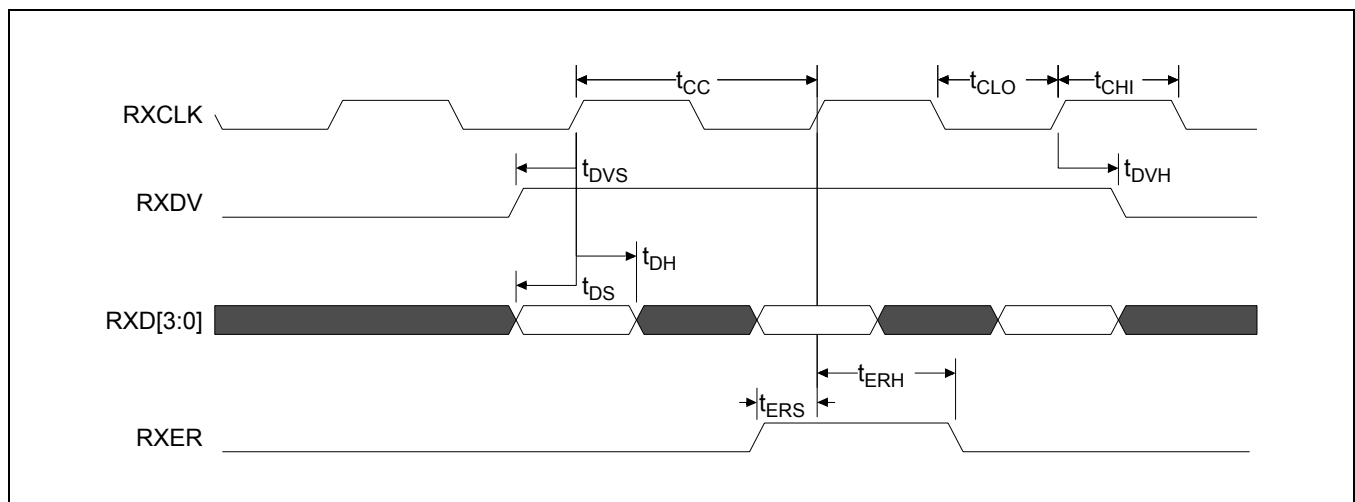 tCC
tCLO
tCHI
RXCLK
tDVS
tDVH
RXDV
tDH
tDS
RXD[3:0]
tERH
tERS
RXER